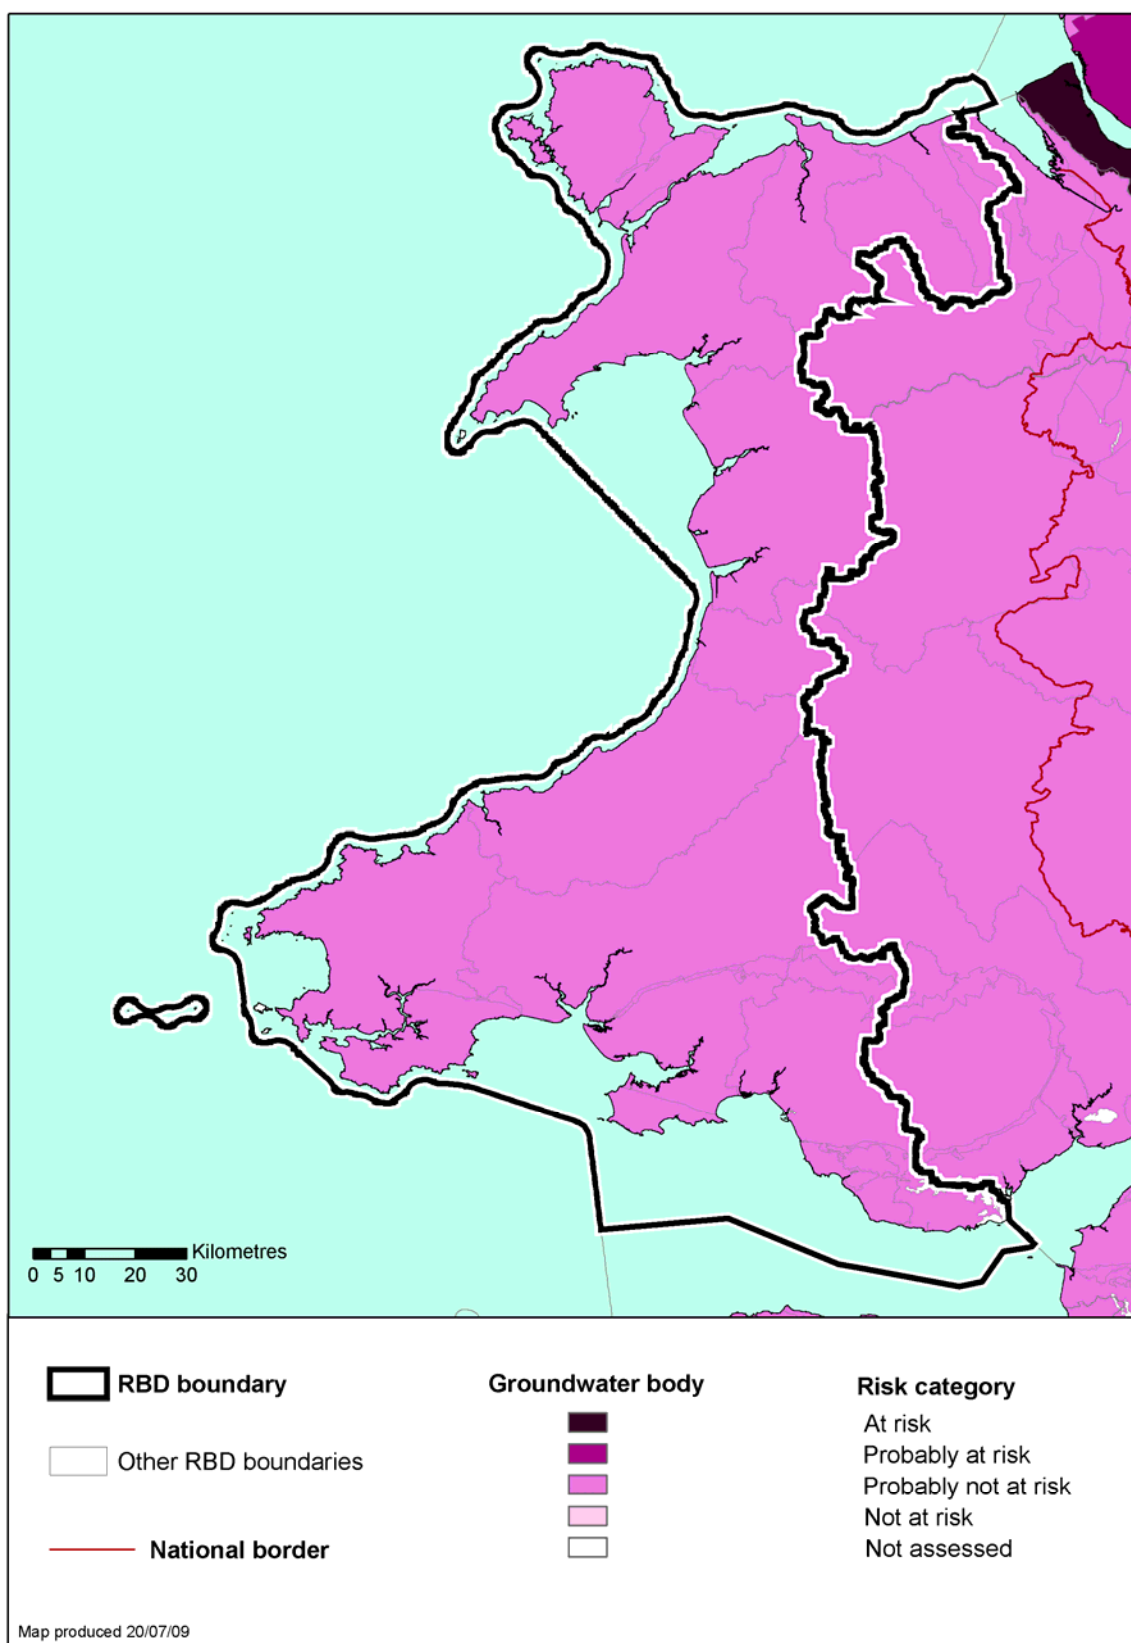 Kilometres
0 5 10 20 30
RBD boundary
Other RBD boundaries
National border
Groundwater body
Risk category
At risk
Probably at risk
Probably not at risk
Not at risk
Not assessed
Map produced 20/07/09